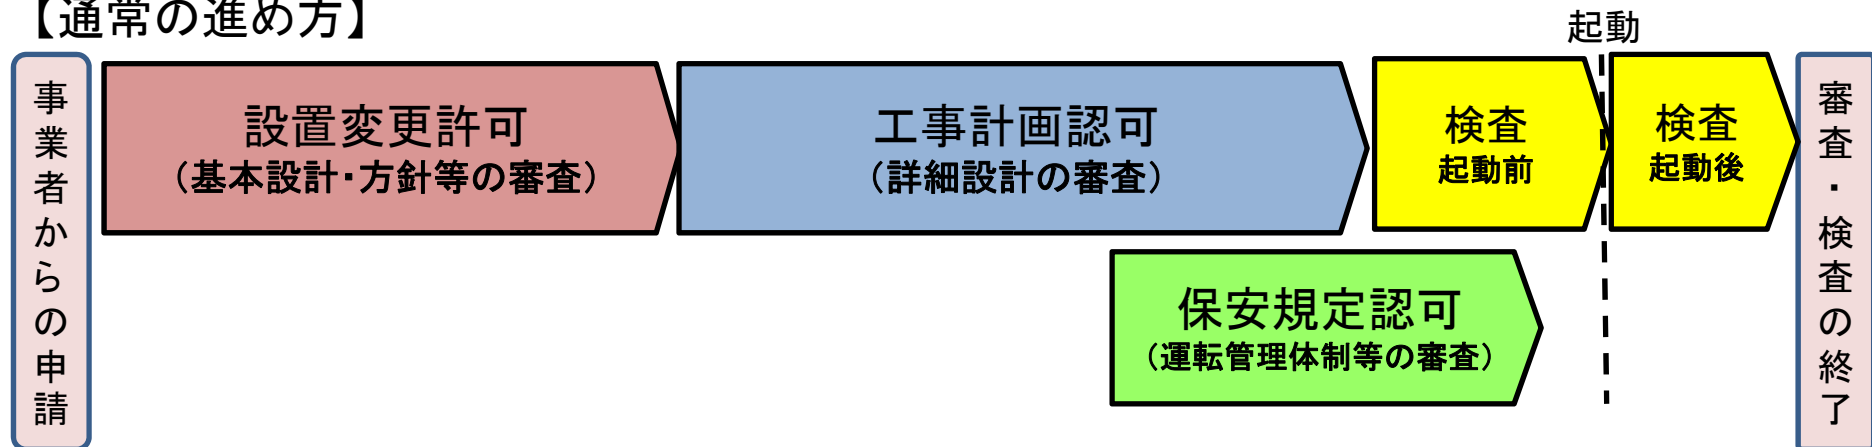 【通常の進め方】
起動
事業者からの申請
設置変更許可
（基本設計・方針等の審査）
工事計画認可
（詳細設計の審査）
検査
起動前
検査
起動後
審査・検査の終了
保安規定認可
（運転管理体制等の審査）